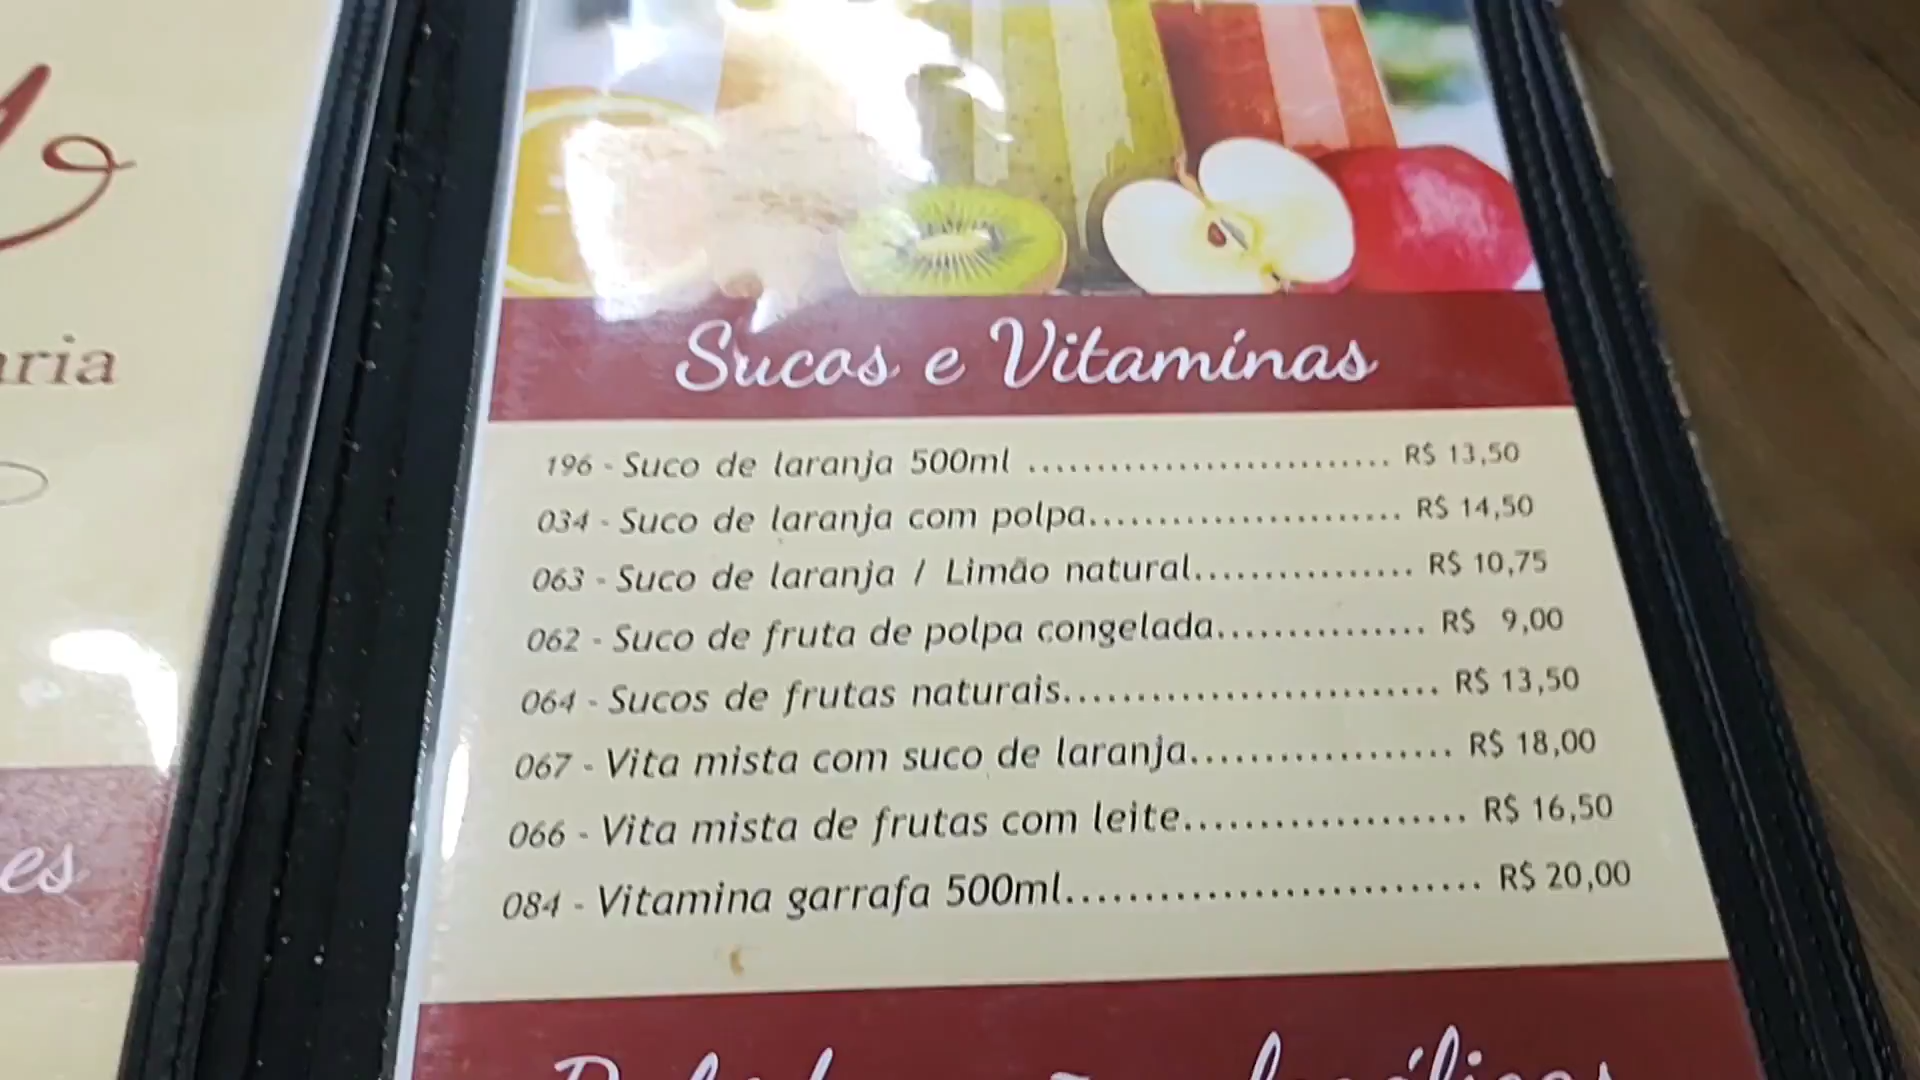 aria
es
Sucos e Vitamínas
196 - Suco de laranja 500ml ........................... R$ 13,50
034 - Suco de laranja com polpa....................... R$ 14,50
063 - Suco de laranja / Limão natural................ R$ 10,75
062 - Suco de fruta de polpa congelada............... R$ 9,00
064 - Sucos de frutas naturais........................... R$ 13,50
067 - Vita mista com suco de laranja.................. R$ 18,00
066 - Vita mista de frutas com leite................... R$ 16,50
084 - Vitamina garrafa 500ml........................... R$ 20,00